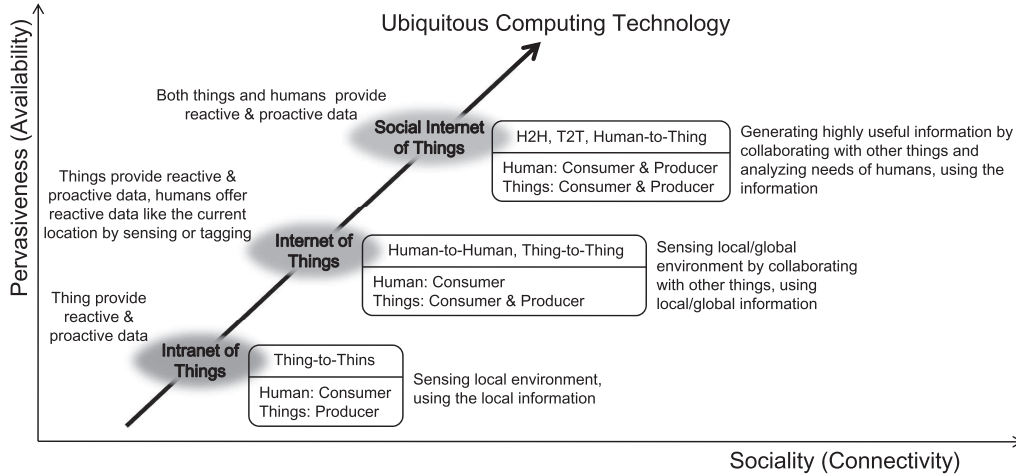 Ubiquitous Computing Technology
Pervasiveness (Availability)
Both things and humans provide
reactive & proactive data
Social Internet
of Things
H2H, T2T, Human-to-Thing
Human: Consumer & Producer
Things: Consumer & Producer
Generating highly useful information by
collaborating with other things and
analyzing needs of humans, using the
information
Things provide reactive &
proactive data, humans offer
reactive data like the current
location by sensing or tagging
Internet of
Things
Human-to-Human, Thing-to-Thing
Human: Consumer
Things: Consumer & Producer
Sensing local/global
environment by collaborating
with other things, using
local/global information
Thing provide
reactive &
proactive data
Intranet of
Things
Thing-to-Thins
Human: Consumer
Things: Producer
Sensing local environment,
using the local information
Sociality (Connectivity)